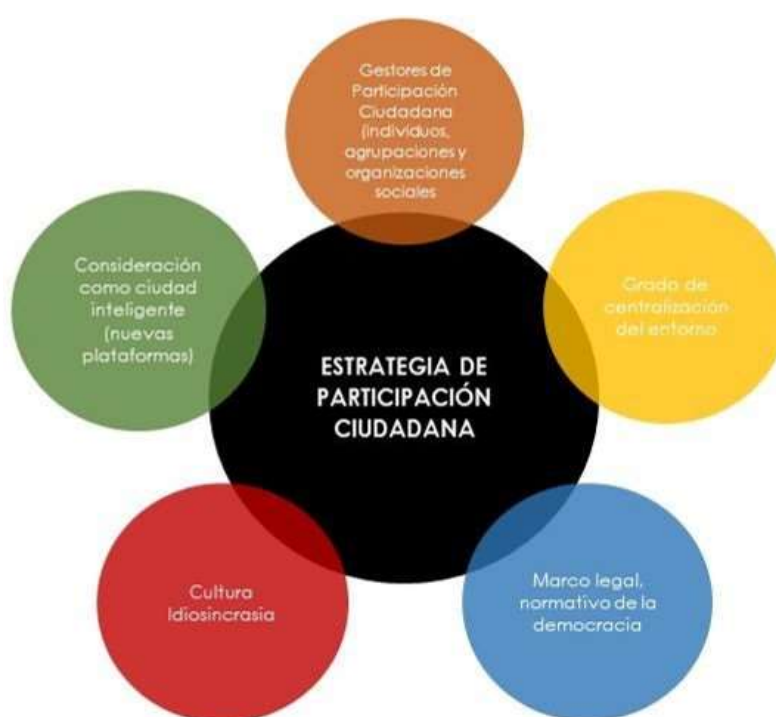 Gestores de
Participación
Ciudadana
(individuos,
agrupaciones y
organizaciones
sociales
Consideración
como ciudad
inteligente
(nuevas
plataformas)
Grado de
centralización
del entorno
ESTRATEGIA DE
PARTICIPACIÓN
CIUDADANA
Cultura
Idiosincrasia
Marco legal,
normativo de la
democracia